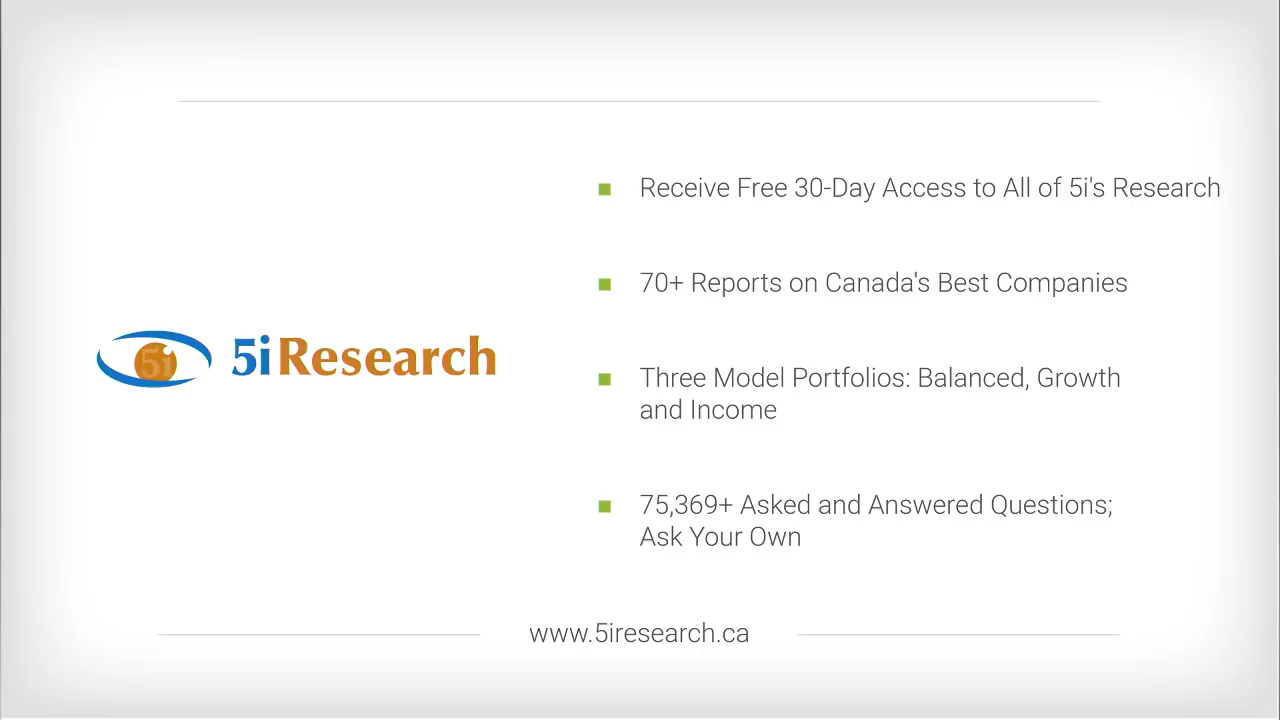 Receive Free 30-Day Access to All of 5i's Research
70+ Reports on Canada's Best Companies
5i
5iResearch
Three Model Portfolios: Balanced, Growth
and Income
75,369+ Asked and Answered Questions;
Ask Your Own
www.5iresearch.ca